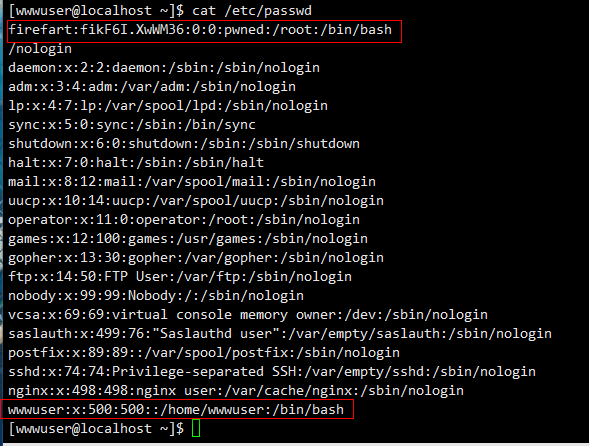 [wwwuser@localhost ~]$ cat /etc/passwd
firefart:fikF6I.XwWM36:0:0:pwned:/root:/bin/bash
/nologin
daemon:x:2:2:daemon:/sbin:/sbin/nologin
adm:x:3:4:adm:/var/adm:/sbin/nologin
lp:x:4:7:lp:/var/spool/lpd:/sbin/nologin
sync:x:5:0:sync:/sbin:/bin/sync
shutdown:x:6:0:shutdown:/sbin:/sbin/shutdown
halt:x:7:0:halt:/sbin:/sbin/halt
mail:x:8:12:mail:/var/spool/mail:/sbin/nologin
uucp:x:10:14:uucp:/var/spool/uucp:/sbin/nologin
operator:x:11:0:operator:/root:/sbin/nologin
games:x:12:100:games:/usr/games:/sbin/nologin
gopher:x:13:30:gopher:/var/gopher:/sbin/nologin
ftp:x:14:50:FTP User:/var/ftp:/sbin/nologin
nobody:x:99:99:Nobody:/:/sbin/nologin
vcsa:x:69:69:virtual console memory owner:/dev:/sbin/nologin
saslauth:x:499:76:"Saslauthd user":/var/empty/saslauth:/sbin/nologin
postfix:x:89:89::/var/spool/postfix:/sbin/nologin
sshd:x:74:74:Privilege-separated SSH:/var/empty/sshd:/sbin/nologin
nginx:x:498:498:nginx user:/var/cache/nginx:/sbin/nologin
wwwuser:x:500:500::/home/wwwuser:/bin/bash
[wwwuser@localhost ~]$